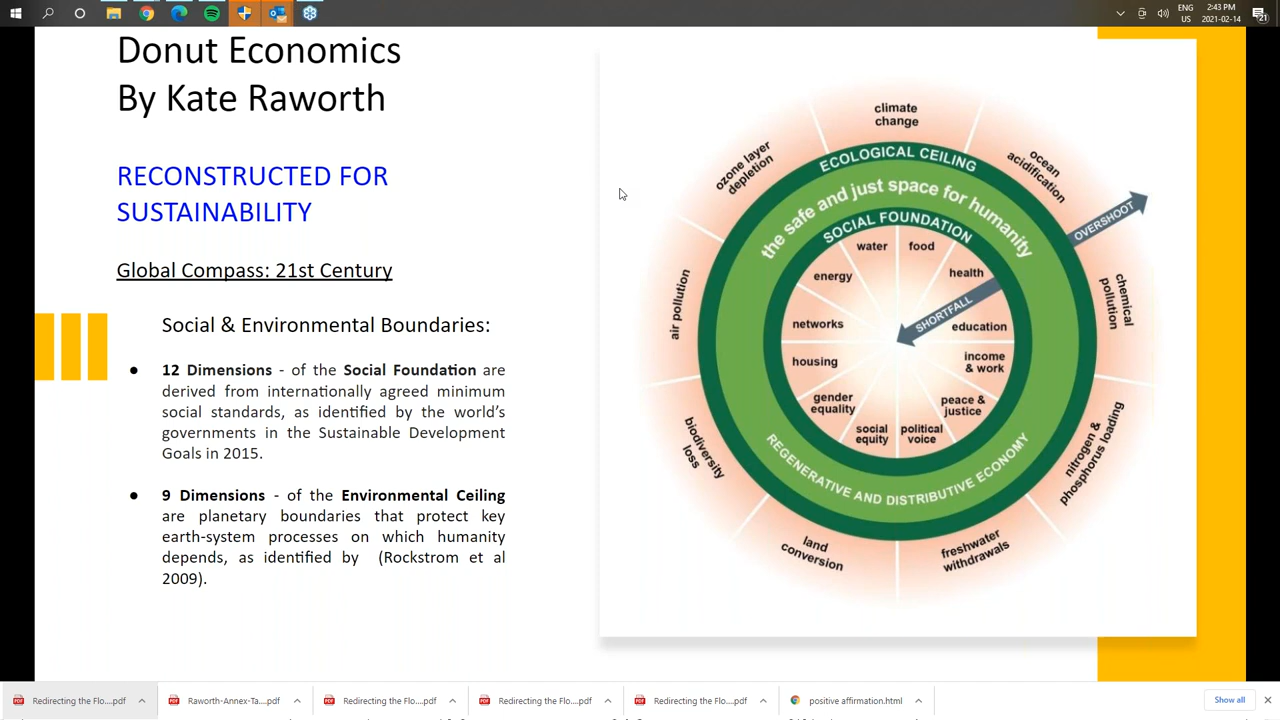 ENG
US
2:43 PM
2021-02-14
21
Donut Economics
By Kate Raworth
RECONSTRUCTED FOR
SUSTAINABILITY
Global Compass: 21st Century
Social & Environmental Boundaries:
● 12 Dimensions - of the Social Foundation are
derived from internationally agreed minimum
social standards, as identified by the world's
governments in the Sustainable Development
Goals in 2015.
● 9 Dimensions - of the Environmental Ceiling
are planetary boundaries that protect key
earth-system processes on which humanity
depends, as identified by (Rockstrom et al
2009).
climate
change
ocean
acidification
chemical
pollution
nitrogen &
phosphorus loading
freshwater
withdrawals
land
conversion
biodiversity
loss
air pollution
ozone layer
depletion
OVERSHOOT
ECOLOGICAL CEILING
the safe and just space for humanity
SOCIAL FOUNDATION
water
food
health
SHORTFALL
education
income
& work
peace &
justice
political
voice
social
equity
gender
equality
housing
networks
energy
REGENERATIVE AND DISTRIBUTIVE ECONOMY
PDF
Redirecting the Flo....pdf
PDF
Raworth-Annex-Ta....pdf
PDF
Redirecting the Flo....pdf
PDF
Redirecting the Flo....pdf
PDF
Redirecting the Flo....pdf
positive affirmation.html
Show all